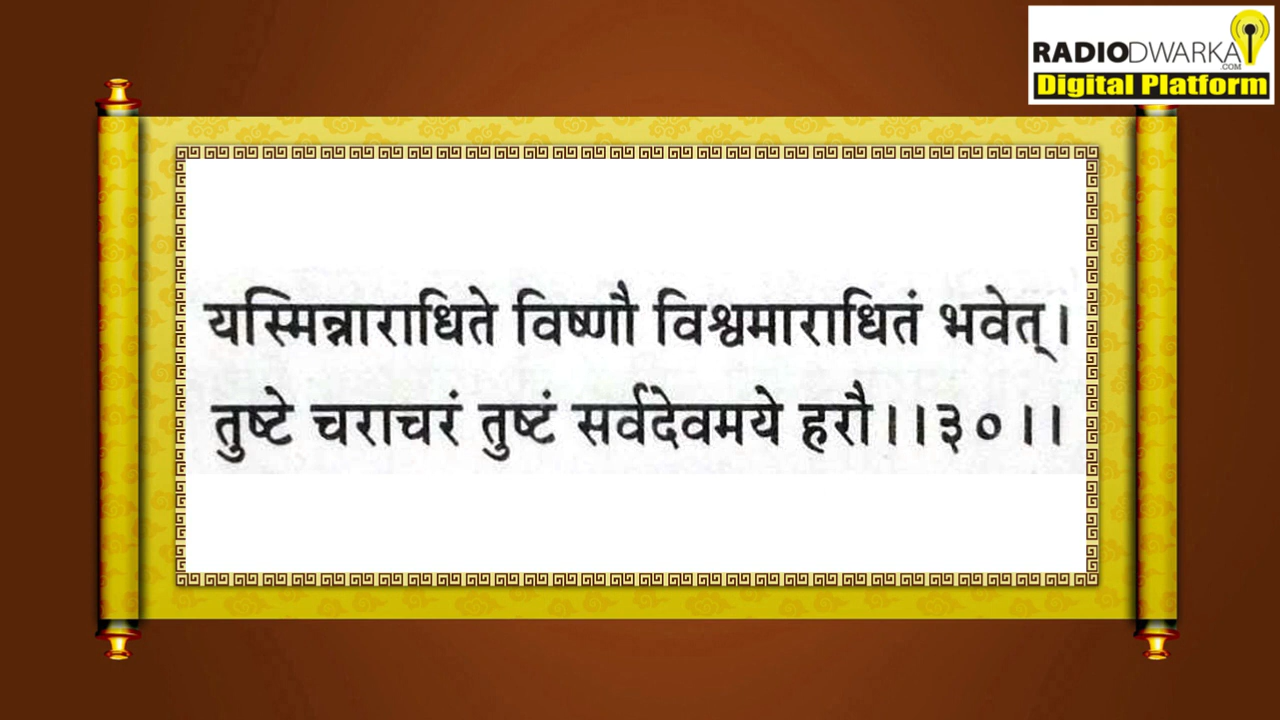 RADIODWARKA
.COM
Digital Platform
यस्मिन्नाराधिते विष्णौ विश्वमाराधितं भवेत्।
तुष्टे चराचरं तुष्टं सर्वदेवमये हरौ।।३०।।